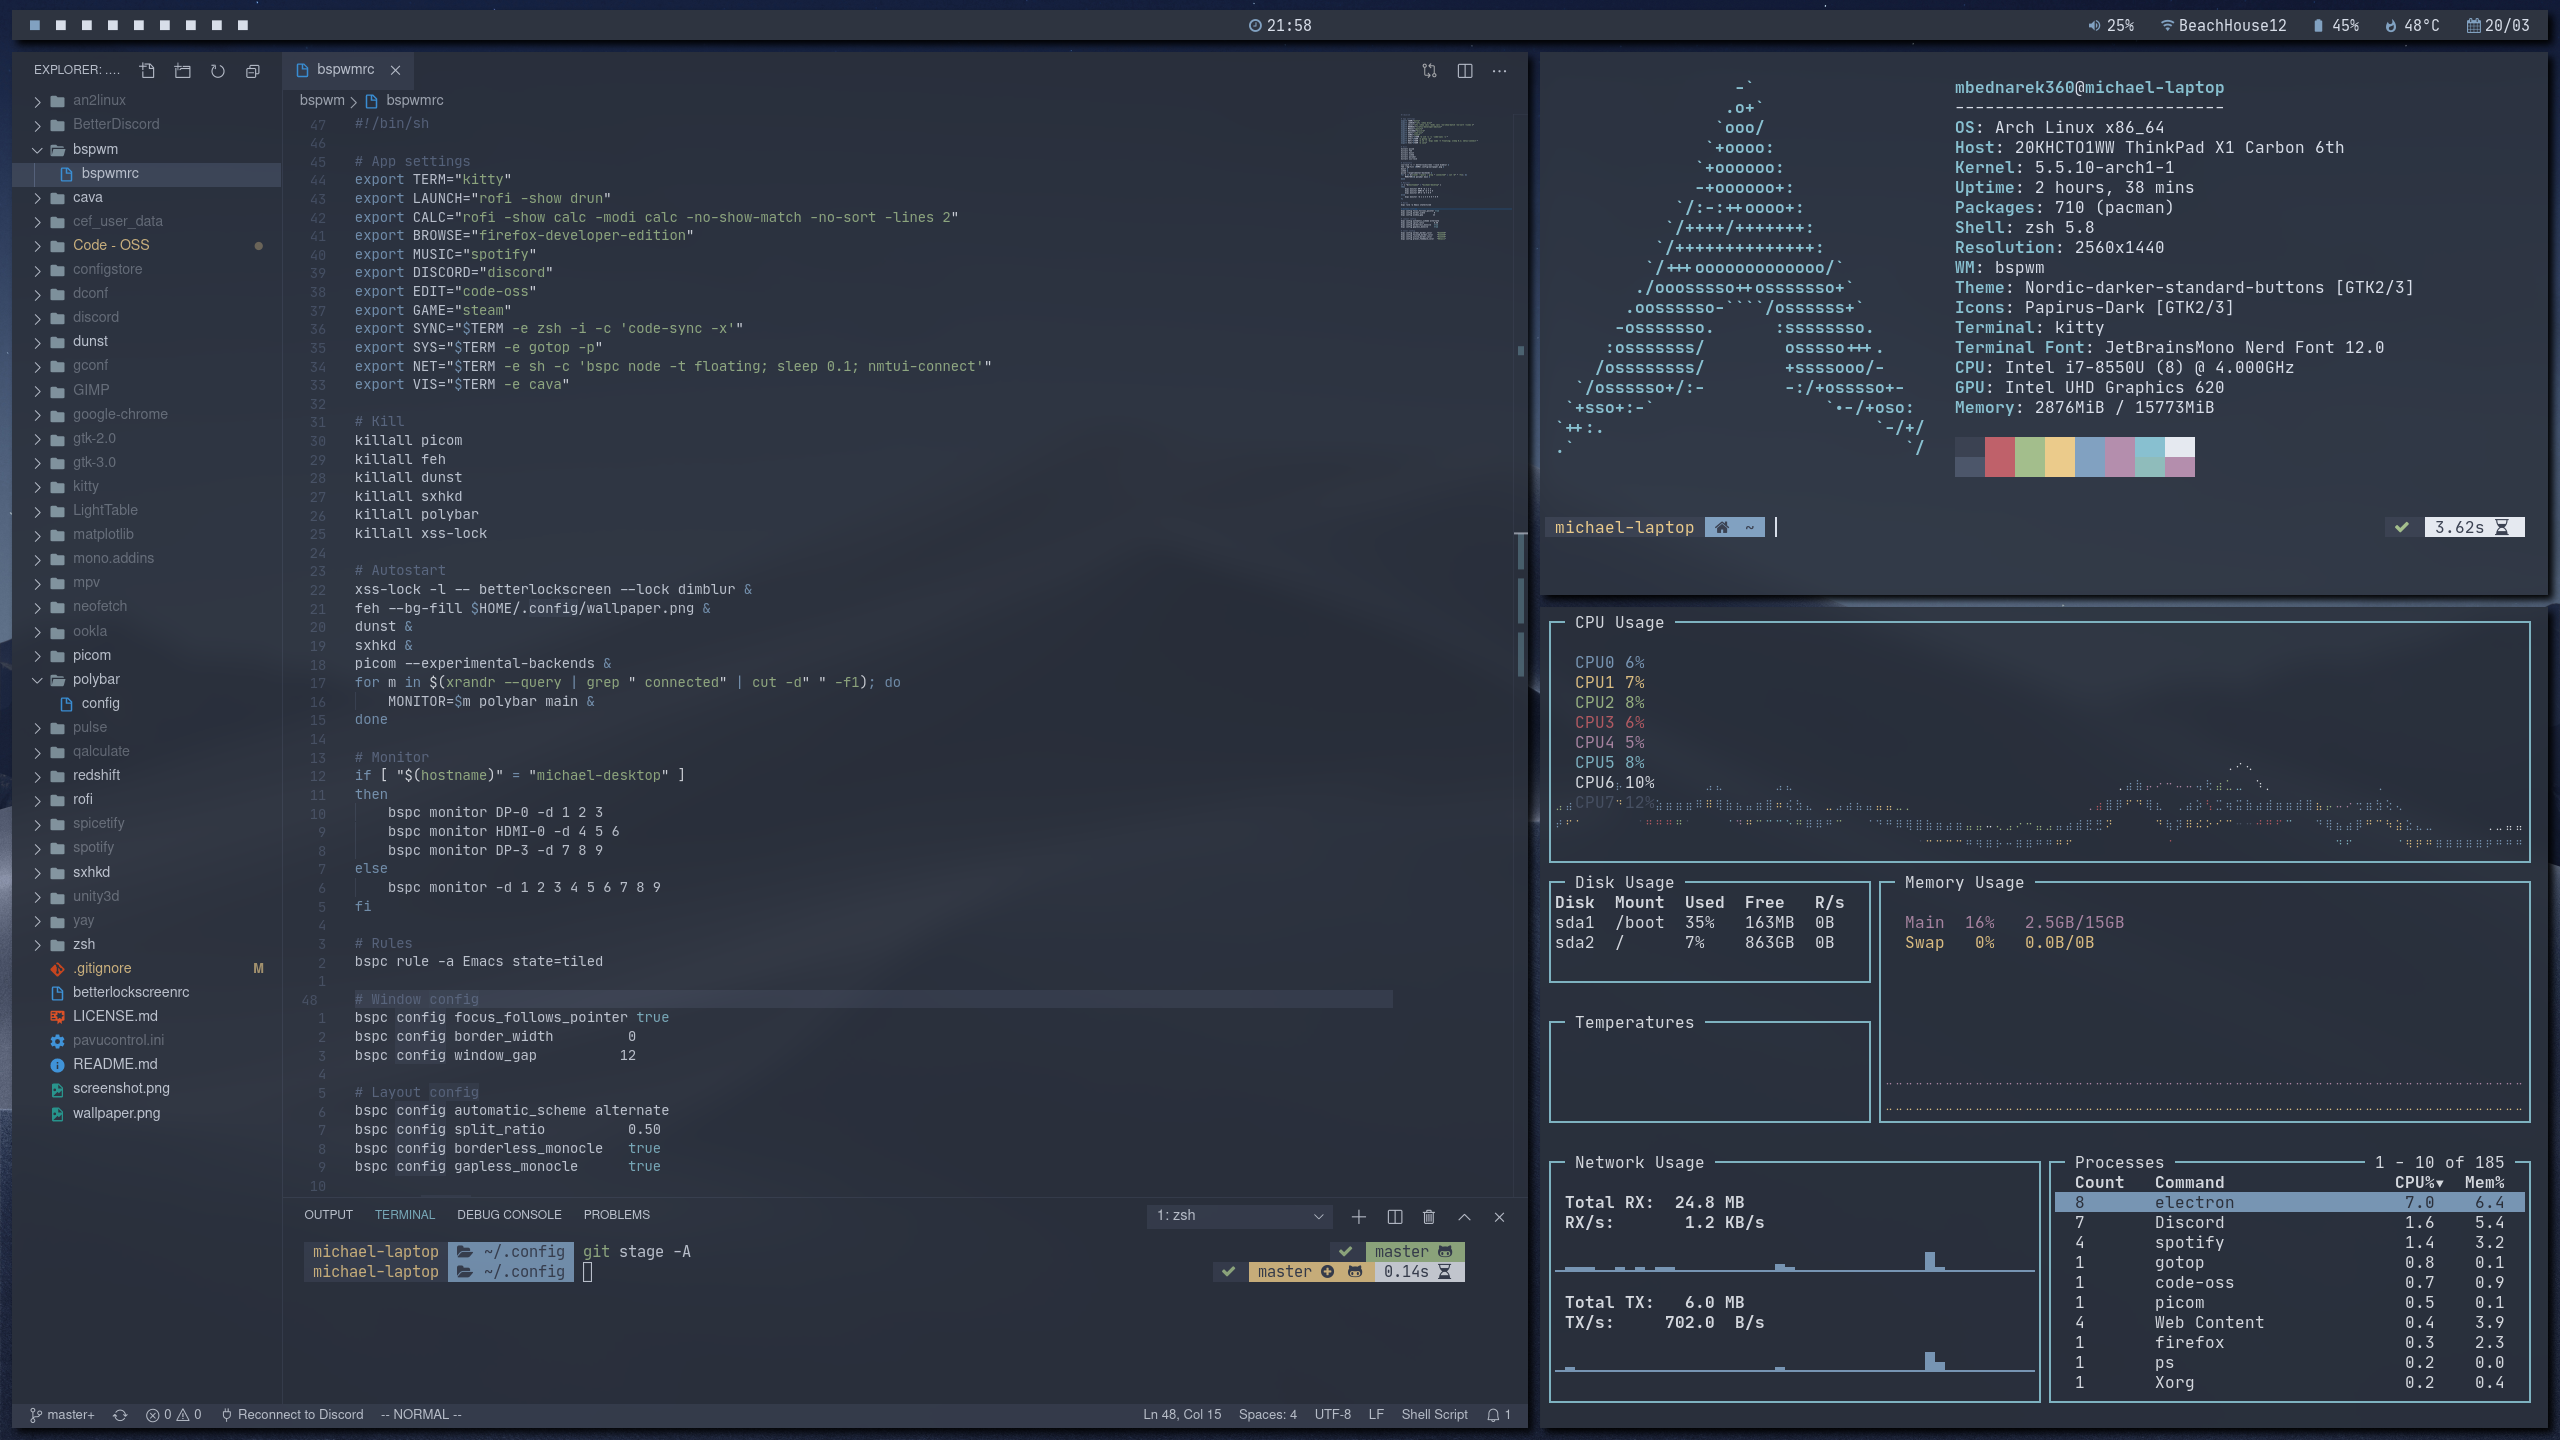 21:58
25% BeachHouse12 45% 48°C 20/03
EXPLORER: ....
an2linux
BetterDiscord
bspwm
bspwmrc
cava
cef_user_data
Code - OSS
configstore
dconf
discord
dunst
gconf
GIMP
google-chrome
gtk-2.0
gtk-3.0
kitty
LightTable
matplotlib
mono.addins
mpv
neofetch
ookla
picom
polybar
config
pulse
qalculate
redshift
rofi
spicetify
spotify
sxhkd
unity3d
yay
zsh
.gitignore M
betterlockscreenrc
LICENSE.md
pavucontrol.ini
README.md
screenshot.png
wallpaper.png
bspwmrc
bspwm > bspwmrc
47 #!/bin/sh
46
45 # App settings
44 export TERM="kitty"
43 export LAUNCH="rofi -show drun"
42 export CALC="rofi -show calc -modi calc -no-show-match -no-sort -lines 2"
41 export BROWSE="firefox-developer-edition"
40 export MUSIC="spotify"
39 export DISCORD="discord"
38 export EDIT="code-oss"
37 export GAME="steam"
36 export SYNC="$TERM -e zsh -i -c 'code-sync -x'"
35 export SYS="$TERM -e gotop -p"
34 export NET="$TERM -e sh -c 'bspc node -t floating; sleep 0.1; nmtui-connect'"
33 export VIS="$TERM -e cava"
32
31 # Kill
30 killall picom
29 killall feh
28 killall dunst
27 killall sxhkd
26 killall polybar
25 killall xss-lock
24
23 # Autostart
22 xss-lock -l -- betterlockscreen --lock dimblur &
21 feh --bg-fill $HOME/.config/wallpaper.png &
20 dunst &
19 sxhkd &
18 picom --experimental-backends &
17 for m in $(xrandr --query | grep " connected" | cut -d" " -f1); do
16 MONITOR=$m polybar main &
15 done
14
13 # Monitor
12 if [ "$(hostname)" = "michael-desktop" ]
11 then
10 bspc monitor DP-0 -d 1 2 3
9 bspc monitor HDMI-0 -d 4 5 6
8 bspc monitor DP-3 -d 7 8 9
7 else
6 bspc monitor -d 1 2 3 4 5 6 7 8 9
5 fi
4
3 # Rules
2 bspc rule -a Emacs state=tiled
1
48 # Window config
1 bspc config focus_follows_pointer true
2 bspc config border_width 0
3 bspc config window_gap 12
4
5 # Layout config
6 bspc config automatic_scheme alternate
7 bspc config split_ratio 0.50
8 bspc config borderless_monocle true
9 bspc config gapless_monocle true
10
OUTPUT TERMINAL DEBUG CONSOLE PROBLEMS 1: zsh
michael-laptop ~/.config git stage -A master
michael-laptop ~/.config master 0.14s
master+ 0 0 Reconnect to Discord -- NORMAL -- Ln 48, Col 15 Spaces: 4 UTF-8 LF Shell Script 1
mbednarek360@michael-laptop
---------------------------
OS: Arch Linux x86_64
Host: 20KHCTO1WW ThinkPad X1 Carbon 6th
Kernel: 5.5.10-arch1-1
Uptime: 2 hours, 38 mins
Packages: 710 (pacman)
Shell: zsh 5.8
Resolution: 2560x1440
WM: bspwm
Theme: Nordic-darker-standard-buttons [GTK2/3]
Icons: Papirus-Dark [GTK2/3]
Terminal: kitty
Terminal Font: JetBrainsMono Nerd Font 12.0
CPU: Intel i7-8550U (8) @ 4.000GHz
GPU: Intel UHD Graphics 620
Memory: 2876MiB / 15773MiB
michael-laptop ~ 3.62s
CPU Usage
CPU0 6%
CPU1 7%
CPU2 8%
CPU3 6%
CPU4 5%
CPU5 8%
CPU6 10%
CPU7 12%
Disk Usage
Disk Mount Used Free R/s
sda1 /boot 35% 163MB 0B
sda2 / 7% 863GB 0B
Memory Usage
Main 16% 2.5GB/15GB
Swap 0% 0.0B/0B
Temperatures
Network Usage
Total RX: 24.8 MB
RX/s: 1.2 KB/s
Total TX: 6.0 MB
TX/s: 702.0 B/s
Processes 1 - 10 of 185
Count Command CPU%▼ Mem%
8 electron 7.0 6.4
7 Discord 1.6 5.4
4 spotify 1.4 3.2
1 gotop 0.8 0.1
1 code-oss 0.7 0.9
1 picom 0.5 0.1
4 Web Content 0.4 3.9
1 firefox 0.3 2.3
1 ps 0.2 0.0
1 Xorg 0.2 0.4